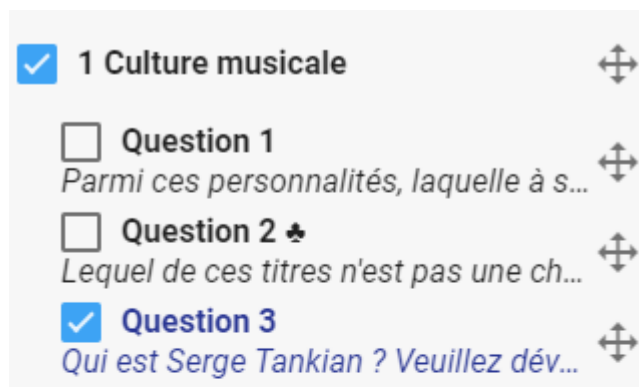 1 Culture musicale
Question 1
Parmi ces personnalités, laquelle à s...
Question 2 ♣
Lequel de ces titres n'est pas une ch...
Question 3
Qui est Serge Tankian ? Veuillez dév...